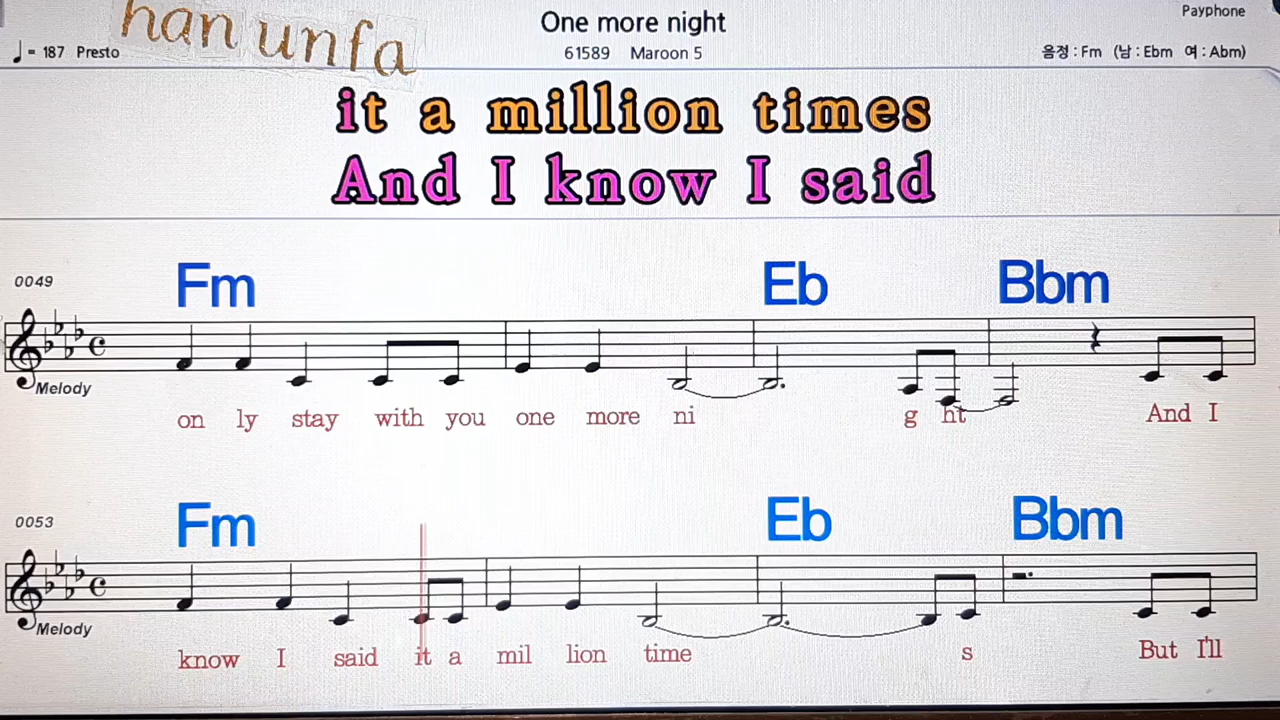 han unfa
One more night
Payphone
♩= 187 Presto
61589 Maroon 5
음정 : Fm (남 : Ebm 여 : Abm)
it a million times
And I know I said
0049
Fm Eb Bbm
Melody
on ly stay with you one more ni g ht And I
0053
Fm Eb Bbm
Melody
know I said it a mil lion time s But I'll